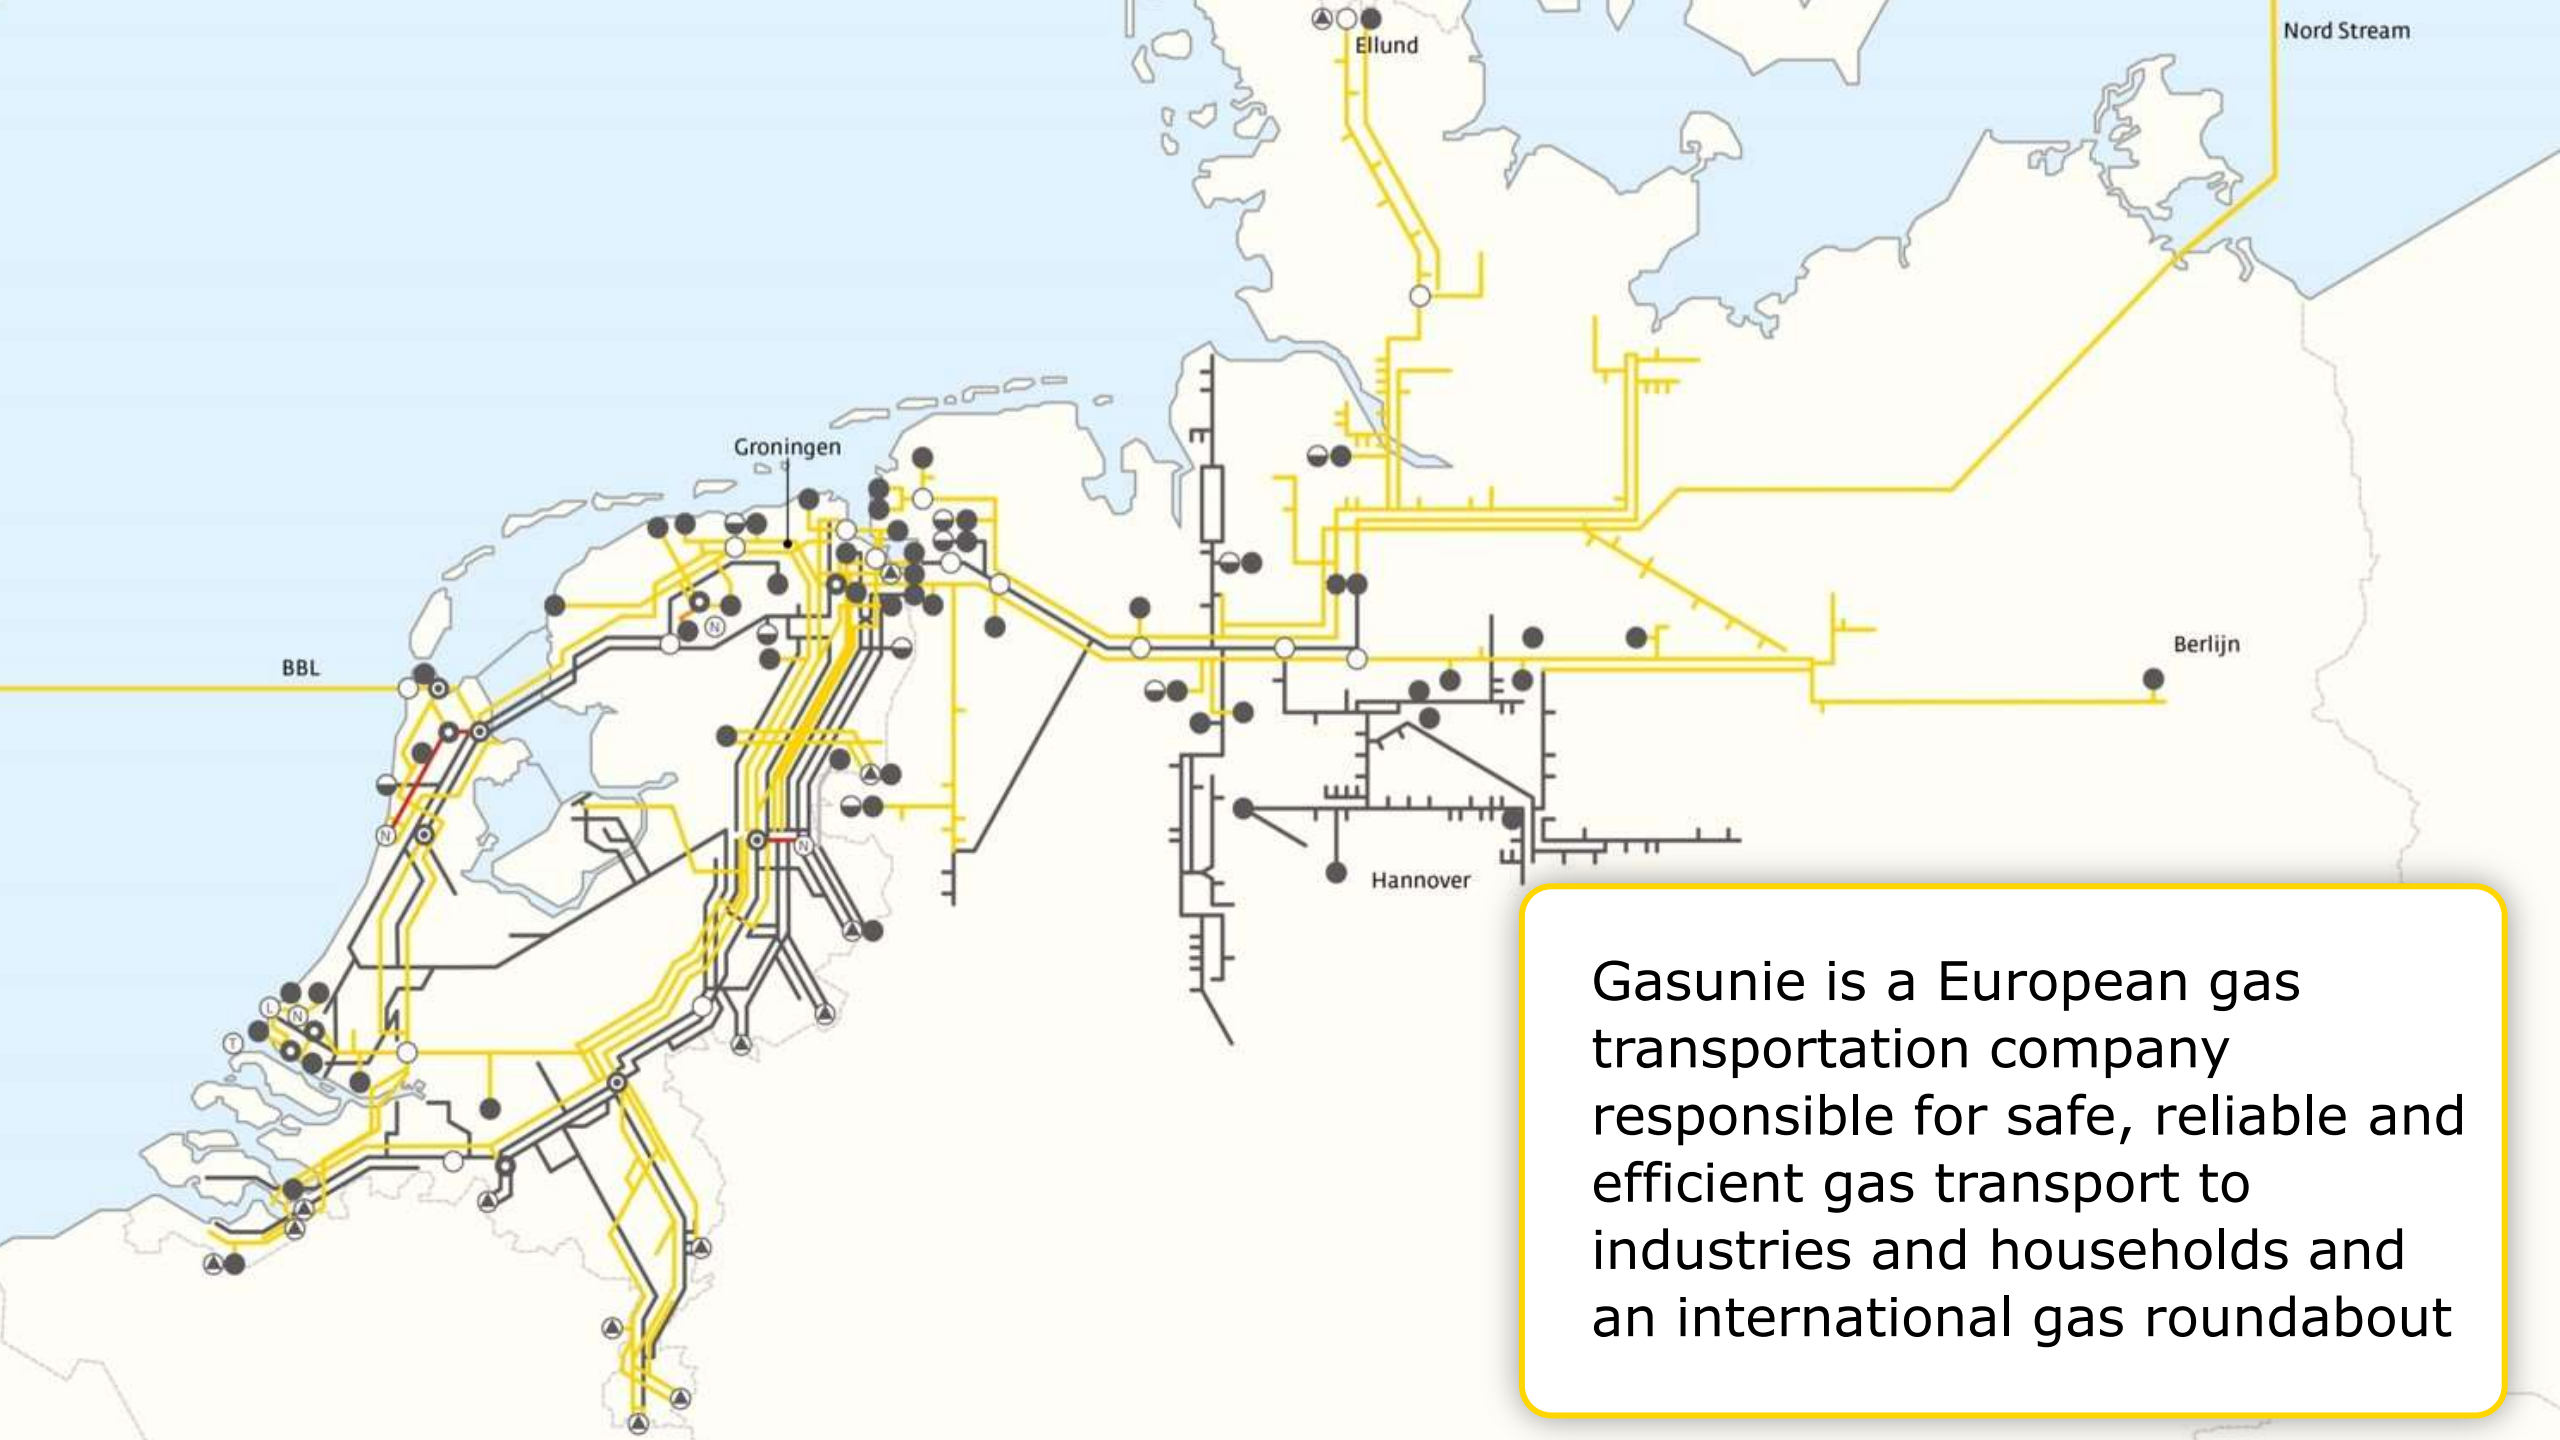 Ellund
Nord Stream
Groningen
BBL
Berlijn
N
N
N
Hannover
L
N
T
Gasunie is a European gas
transportation company
responsible for safe, reliable and
efficient gas transport to
industries and households and
an international gas roundabout